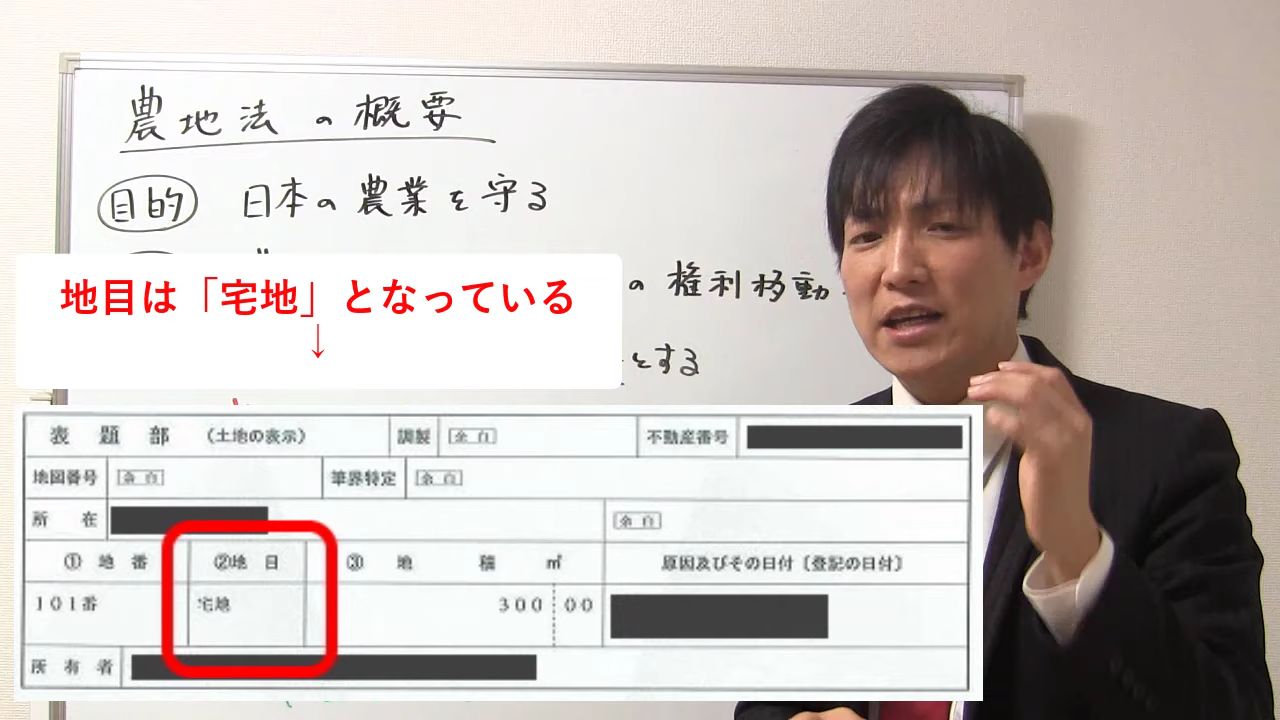 農地法の概要
目的 日本の農業を守る
の権利移動
とする
地目は「宅地」となっている
↓
表 題 部 (土地の表示) 調製 余白 不動産番号
地図番号 余白 筆界特定 余白
所 在 余白
① 地 番 ②地 目 ③ 地 積 ㎡ 原因及びその日付〔登記の日付〕
101番 宅地 300 00
所 有 者